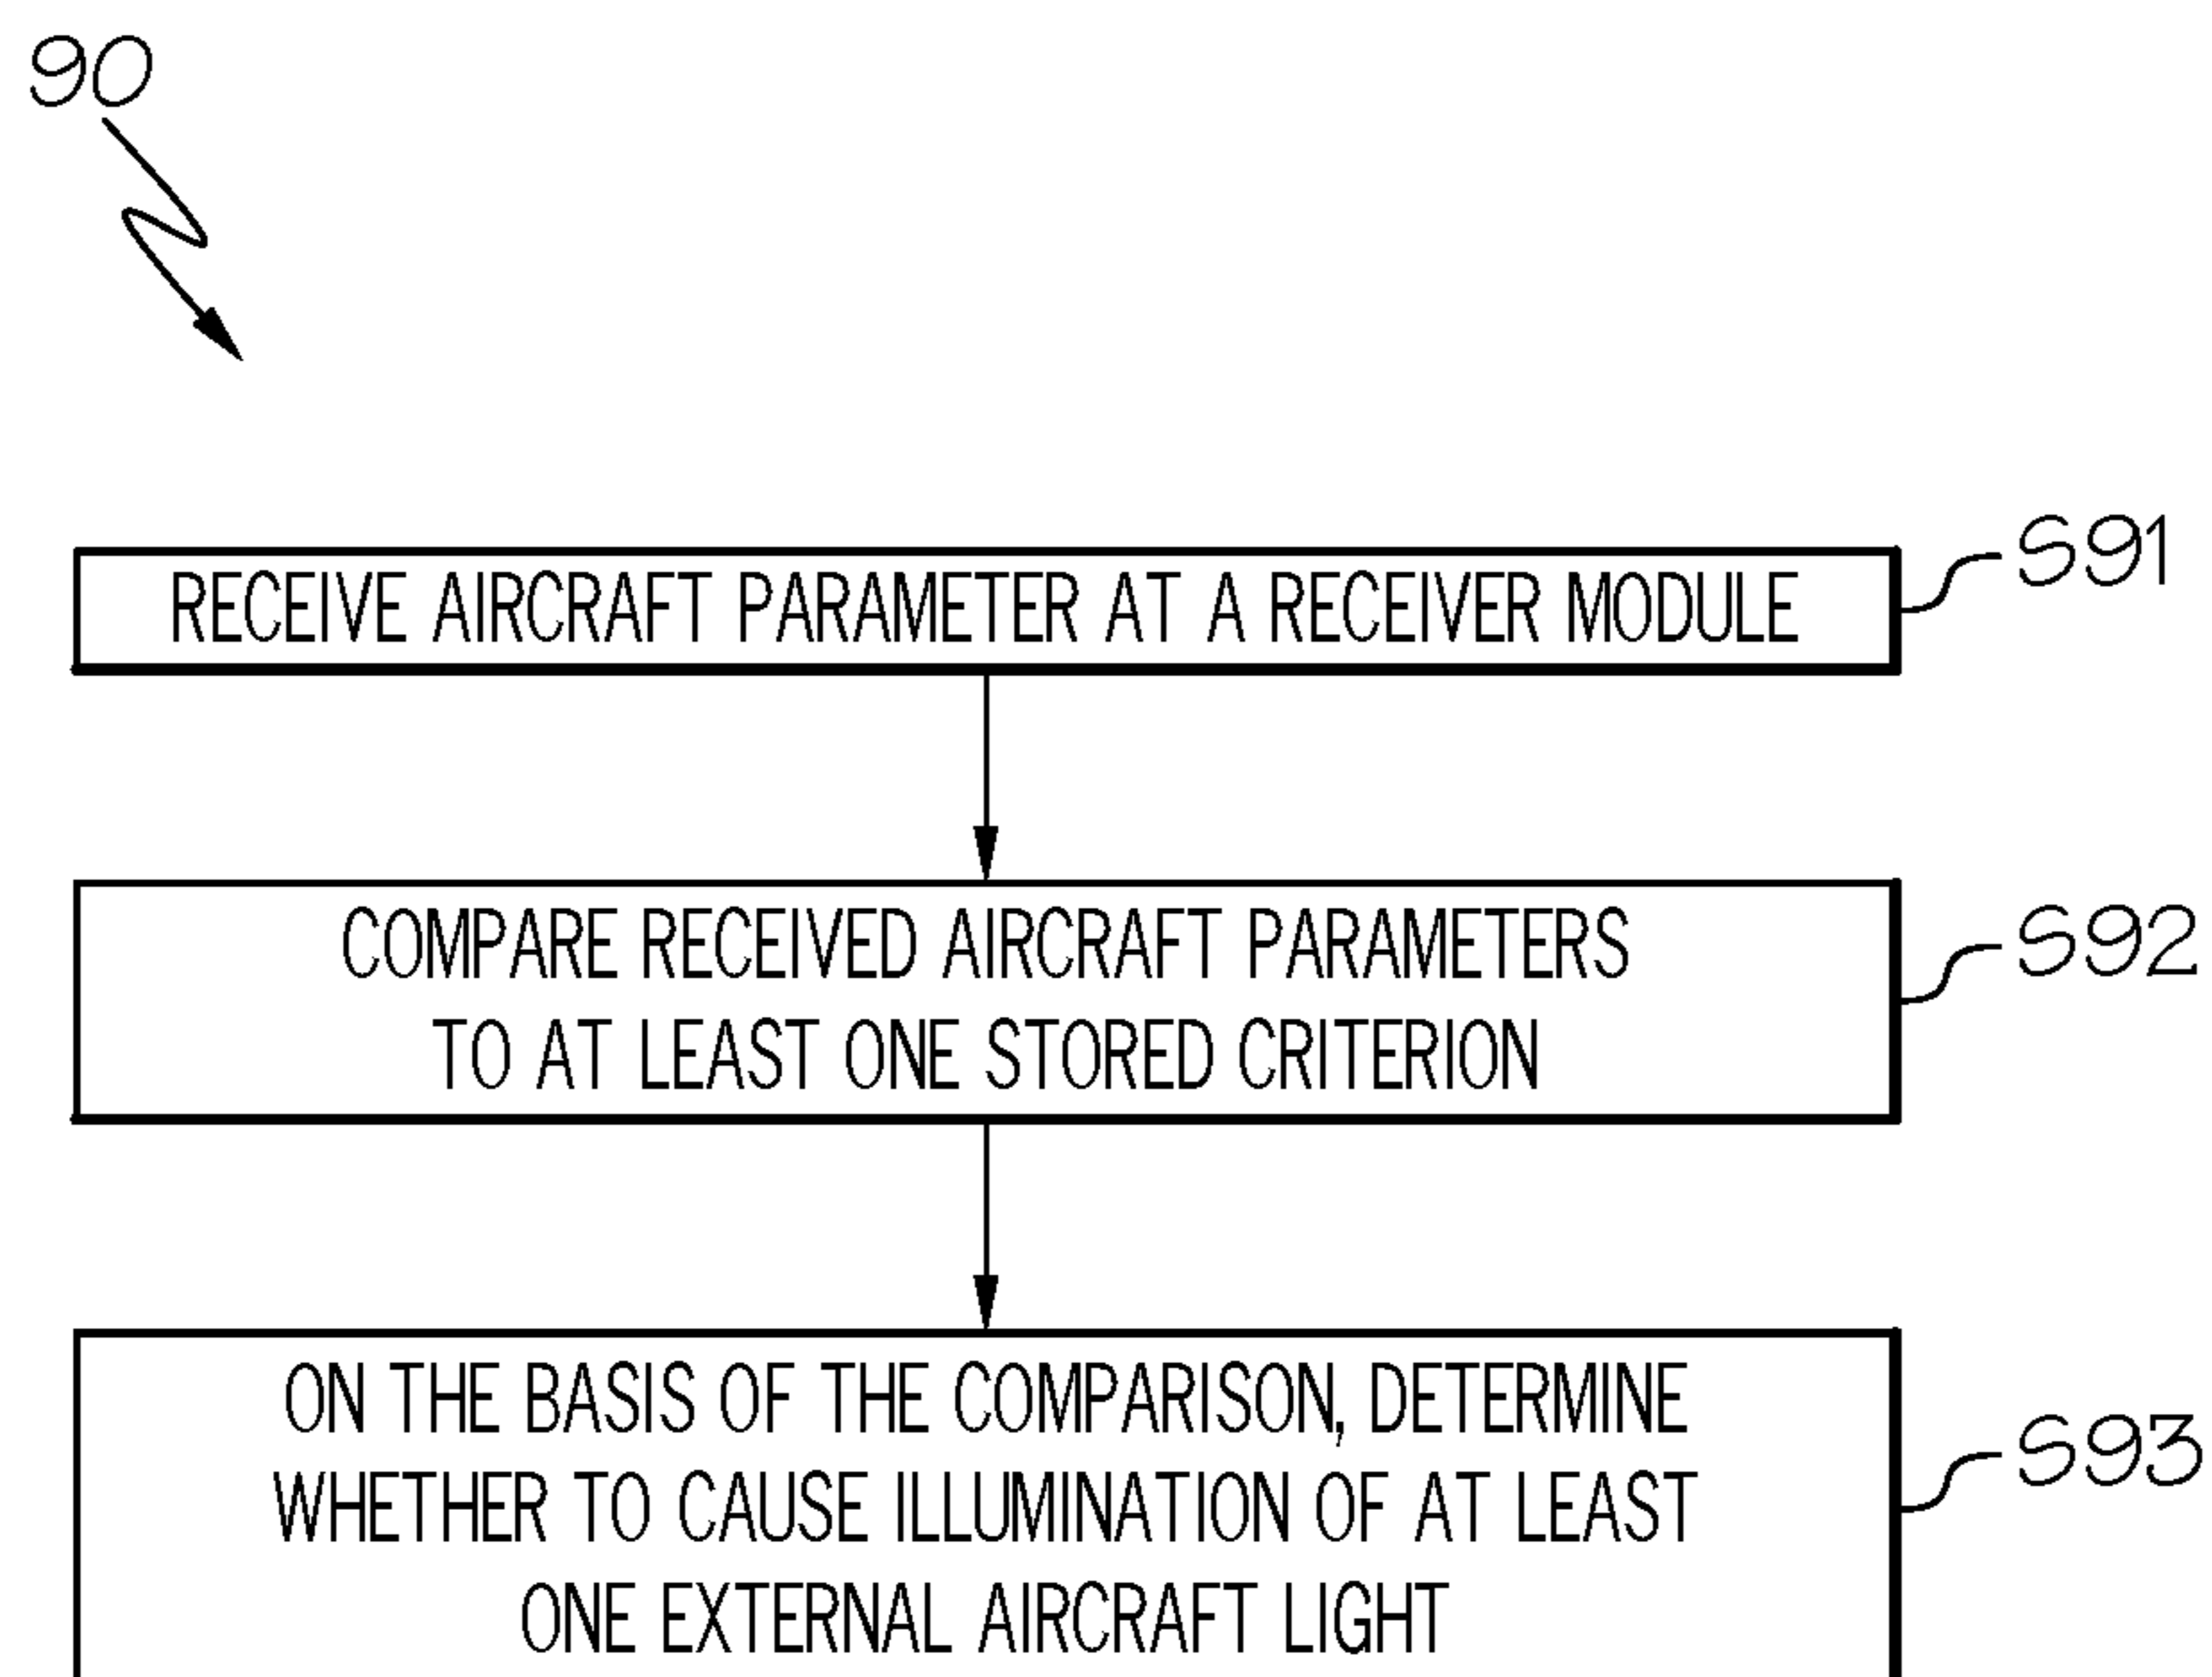 90
RECEIVE AIRCRAFT PARAMETER AT A RECEIVER MODULE
S91
COMPARE RECEIVED AIRCRAFT PARAMETERS
TO AT LEAST ONE STORED CRITERION
S92
ON THE BASIS OF THE COMPARISON, DETERMINE
WHETHER TO CAUSE ILLUMINATION OF AT LEAST
ONE EXTERNAL AIRCRAFT LIGHT
S93